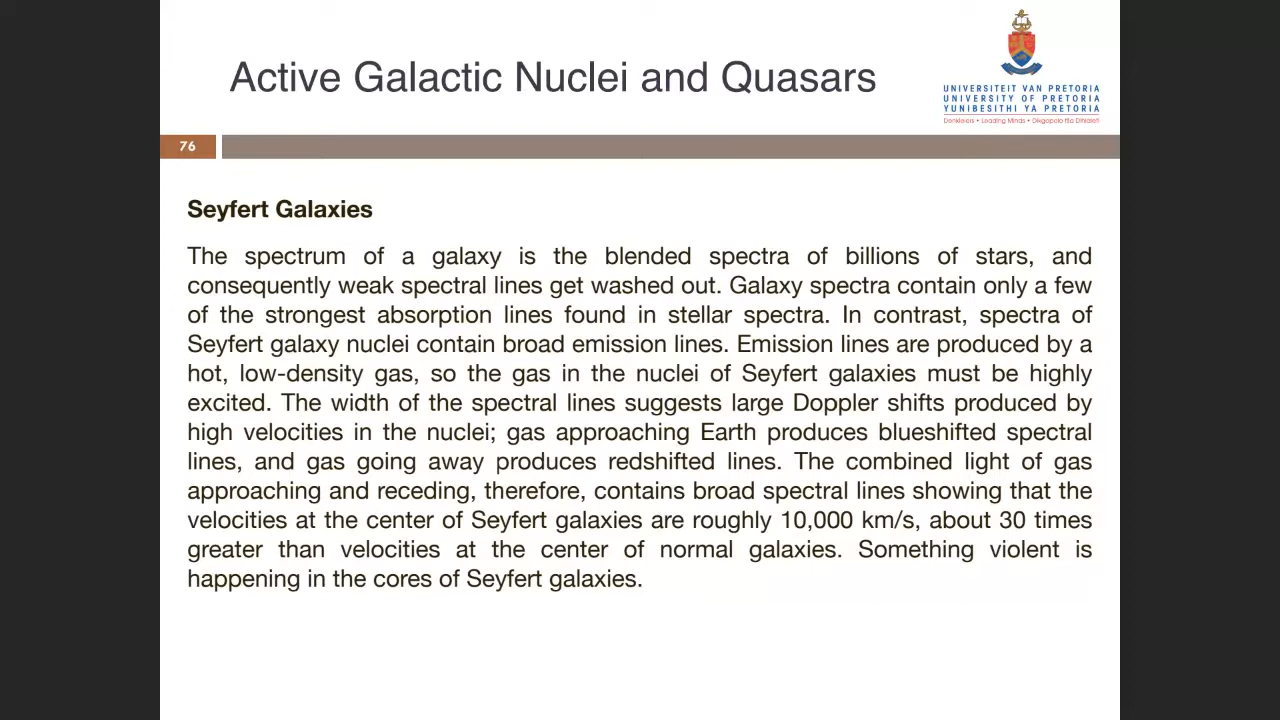 Active Galactic Nuclei and Quasars
UNIVERSITEIT VAN PRETORIA
UNIVERSITY OF PRETORIA
YUNIBESITHI YA PRETORIA
Denkleiers • Leading Minds • Dikgopolo tša Dihlalefi
76
Seyfert Galaxies
The spectrum of a galaxy is the blended spectra of billions of stars, and
consequently weak spectral lines get washed out. Galaxy spectra contain only a few
of the strongest absorption lines found in stellar spectra. In contrast, spectra of
Seyfert galaxy nuclei contain broad emission lines. Emission lines are produced by a
hot, low-density gas, so the gas in the nuclei of Seyfert galaxies must be highly
excited. The width of the spectral lines suggests large Doppler shifts produced by
high velocities in the nuclei; gas approaching Earth produces blueshifted spectral
lines, and gas going away produces redshifted lines. The combined light of gas
approaching and receding, therefore, contains broad spectral lines showing that the
velocities at the center of Seyfert galaxies are roughly 10,000 km/s, about 30 times
greater than velocities at the center of normal galaxies. Something violent is
happening in the cores of Seyfert galaxies.